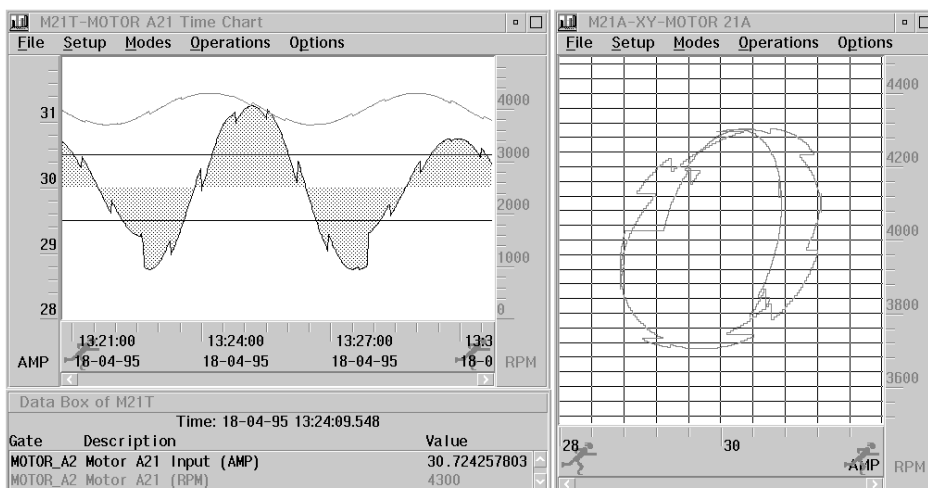 M21T-MOTOR A21 Time Chart
File Setup Modes Operations Options
31
30
29
28
4000
3000
2000
1000
0
13:21:00 13:24:00 13:27:00 13:3
AMP 18-04-95 18-04-95 18-04-95 18-0 RPM
Data Box of M21T
Time: 18-04-95 13:24:09.548
Gate Description Value
MOTOR_A2 Motor A21 Input (AMP) 30.724257803
MOTOR_A2 Motor A21 (RPM) 4300
M21A-XY-MOTOR 21A
File Setup Modes Operations Options
4400
4200
4000
3800
3600
28 30
AMP RPM